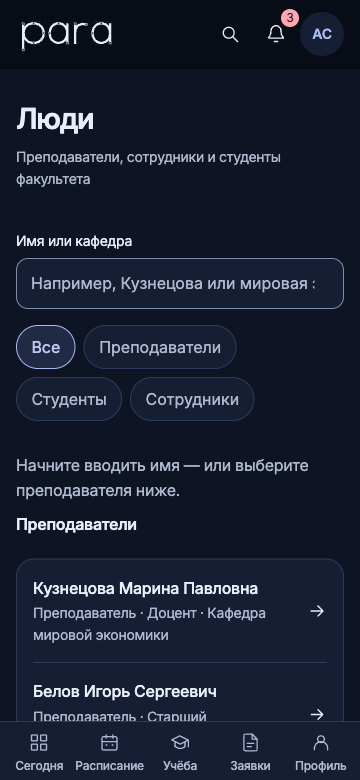 para
3
АС
Люди
Преподаватели, сотрудники и студенты
факультета
Имя или кафедра
Например, Кузнецова или мировая
Все
Преподаватели
Студенты
Сотрудники
Начните вводить имя — или выберите
преподавателя ниже.
Преподаватели
Кузнецова Марина Павловна
Преподаватель · Доцент · Кафедра
мировой экономики
Белов Игорь Сергеевич
Преподаватель · Старший
Сегодня
Расписание
Учёба
Заявки
Профиль